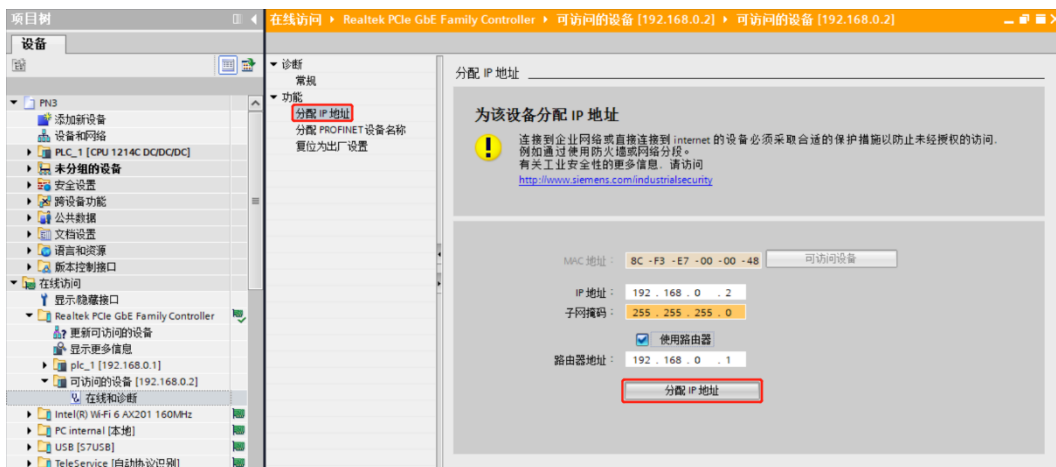 项目树
在线访问 ▸ Realtek PCIe GbE Family Controller ▸ 可访问的设备 [192.168.0.2] ▸ 可访问的设备 [192.168.0.2]
设备
PN3
添加新设备
设备和网络
PLC_1 [CPU 1214C DC/DC/DC]
未分组的设备
安全设置
跨设备功能
公共数据
文档设置
语言和资源
版本控制接口
在线访问
显示/隐藏接口
Realtek PCIe GbE Family Controller
更新可访问的设备
显示更多信息
plc_1 [192.168.0.1]
可访问的设备 [192.168.0.2]
在线和诊断
Intel(R) Wi-Fi 6 AX201 160MHz
PC internal [本地]
USB [S7USB]
TeleService [自动协议识别]
诊断
常规
功能
分配 IP 地址
分配 PROFINET 设备名称
复位为出厂设置
分配 IP 地址
为该设备分配 IP 地址
连接到企业网络或直接连接到 internet 的设备必须采取合适的保护措施以防止未经授权的访问.
例如通过使用防火墙或网络分段。
有关工业安全性的更多信息, 请访问
http://www.siemens.com/industrialsecurity
MAC 地址: 8C -F3 -E7 -00 -00 -48 可访问设备
IP 地址: 192 . 168 . 0 . 2
子网掩码: 255 . 255 . 255 . 0
使用路由器
路由器地址: 192 . 168 . 0 . 1
分配 IP 地址